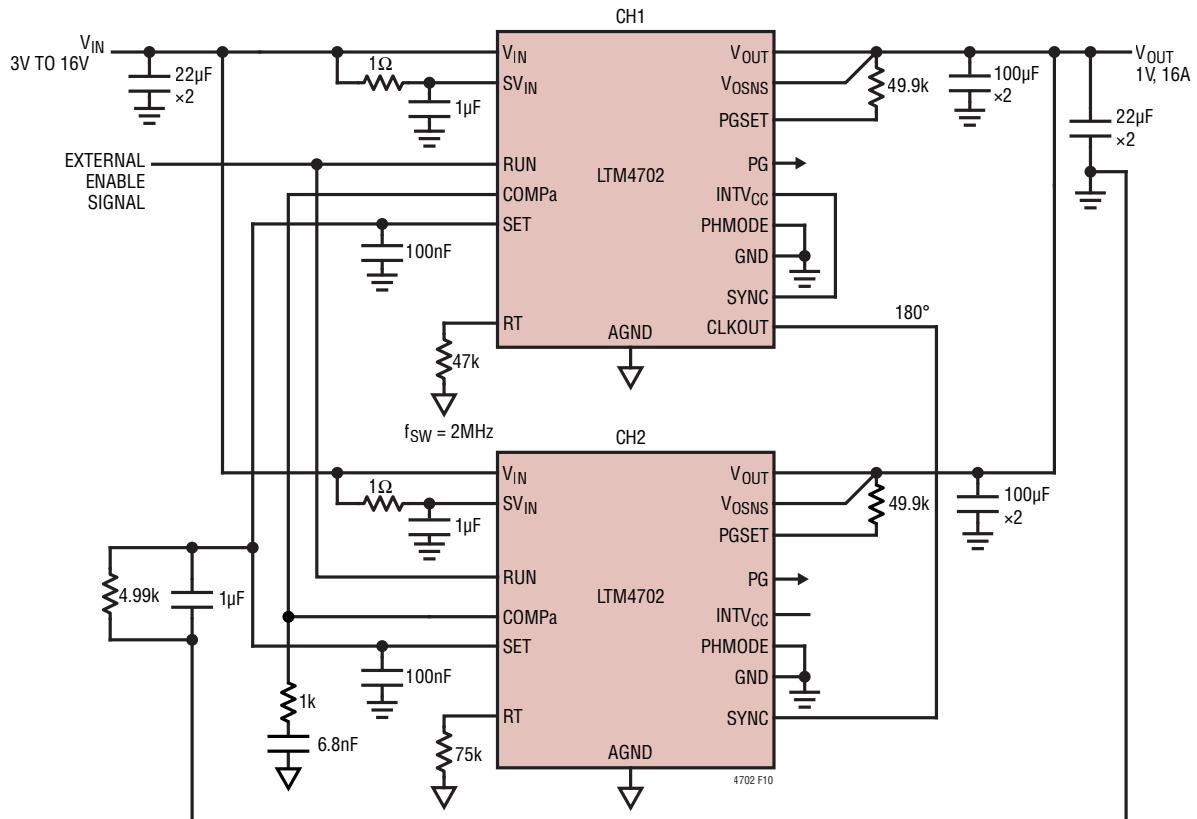 CH1
VIN
3V TO 16V
22µF
×2
1Ω
1µF
VIN
SVIN
RUN
COMPa
SET
RT
LTM4702
AGND
VOUT
VOSNS
PGSET
PG
INTVCC
PHMODE
GND
SYNC
CLKOUT
49.9k
100µF
×2
VOUT
1V, 16A
22µF
×2
EXTERNAL
ENABLE
SIGNAL
100nF
47k
fSW = 2MHz
180°
CH2
1Ω
1µF
VIN
SVIN
RUN
COMPa
SET
RT
LTM4702
AGND
VOUT
VOSNS
PGSET
PG
INTVCC
PHMODE
GND
SYNC
49.9k
100µF
×2
4.99k
1µF
100nF
1k
6.8nF
75k
4702 F10